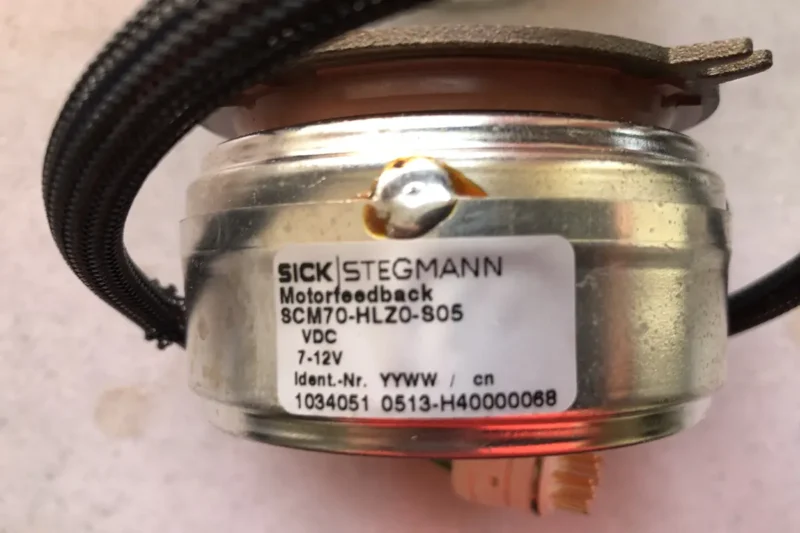 SICK|STEGMANN
Motorfeedback
SCM70-HLZ0-S05
VDC
7-12V
Ident.-Nr. YYWW / cn
1034051 0513-H40000068